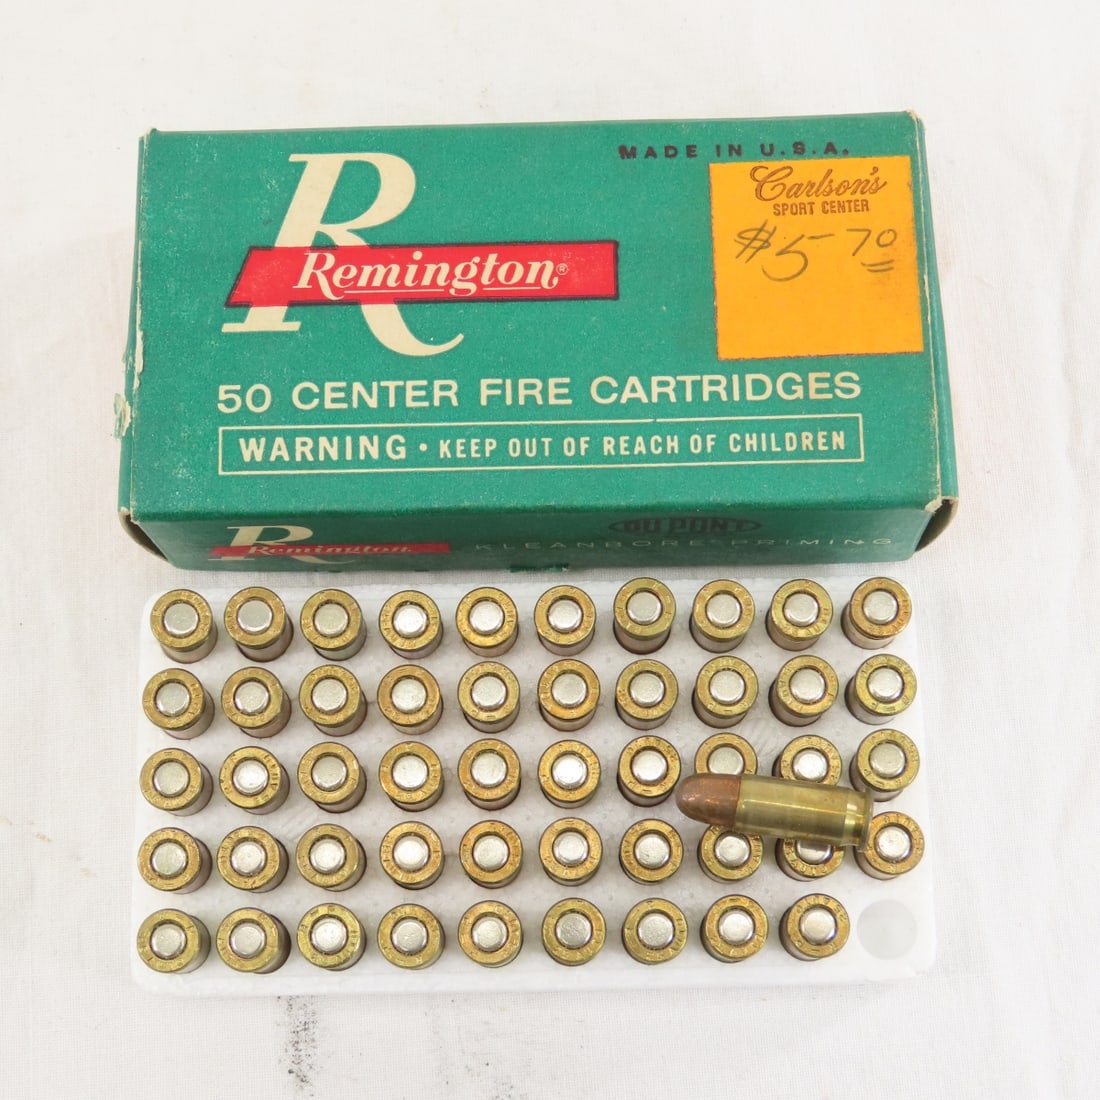 MADE IN U.S.A.
Carlson's
SPORT CENTER
$5 70
R
Remington®
50 CENTER FIRE CARTRIDGES
WARNING · KEEP OUT OF REACH OF CHILDREN
R
Remington
DU PONT
KLEANBORE PRIMING